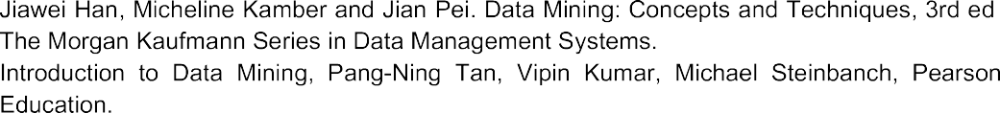 Jiawei Han, Micheline Kamber and Jian Pei. Data Mining: Concepts and Techniques, 3rd ed
The Morgan Kaufmann Series in Data Management Systems.
Introduction to Data Mining, Pang-Ning Tan, Vipin Kumar, Michael Steinbanch, Pearson
Education.